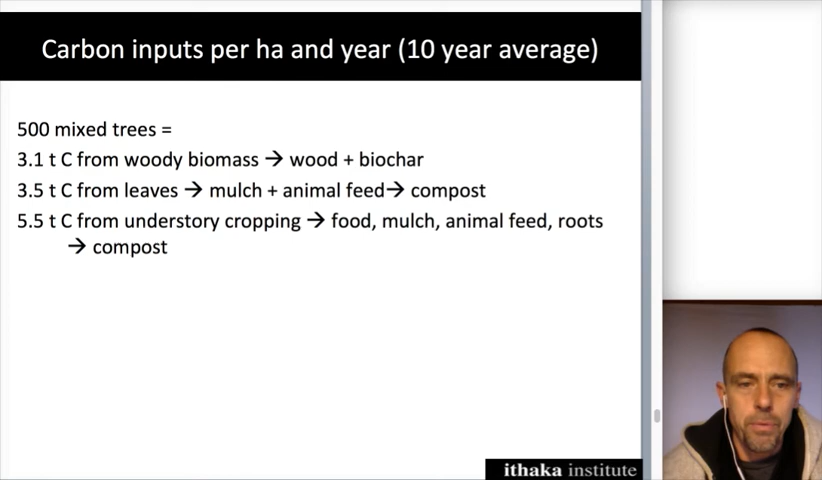 Carbon inputs per ha and year (10 year average)
500 mixed trees =
3.1 t C from woody biomass → wood + biochar
3.5 t C from leaves → mulch + animal feed→ compost
5.5 t C from understory cropping → food, mulch, animal feed, roots
→ compost
ithaka institute